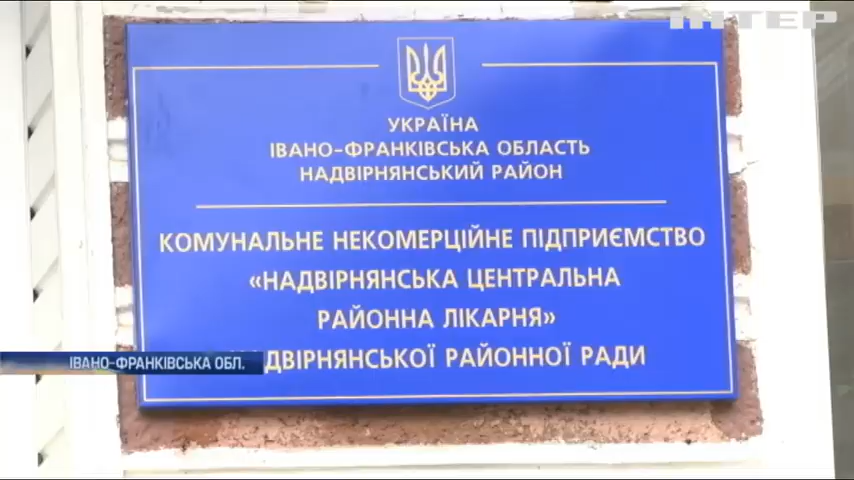 ІНТЕР
УКРАЇНА
ІВАНО-ФРАНКІВСЬКА ОБЛАСТЬ
НАДВІРНЯНСЬКИЙ РАЙОН
КОМУНАЛЬНЕ НЕКОМЕРЦІЙНЕ ПІДПРИЄМСТВО
«НАДВІРНЯНСЬКА ЦЕНТРАЛЬНА
РАЙОННА ЛІКАРНЯ»
ІВАНО-ФРАНКІВСЬКА ОБЛ.
АДВІРНЯНСЬКОЇ РАЙОННОЇ РАДИ